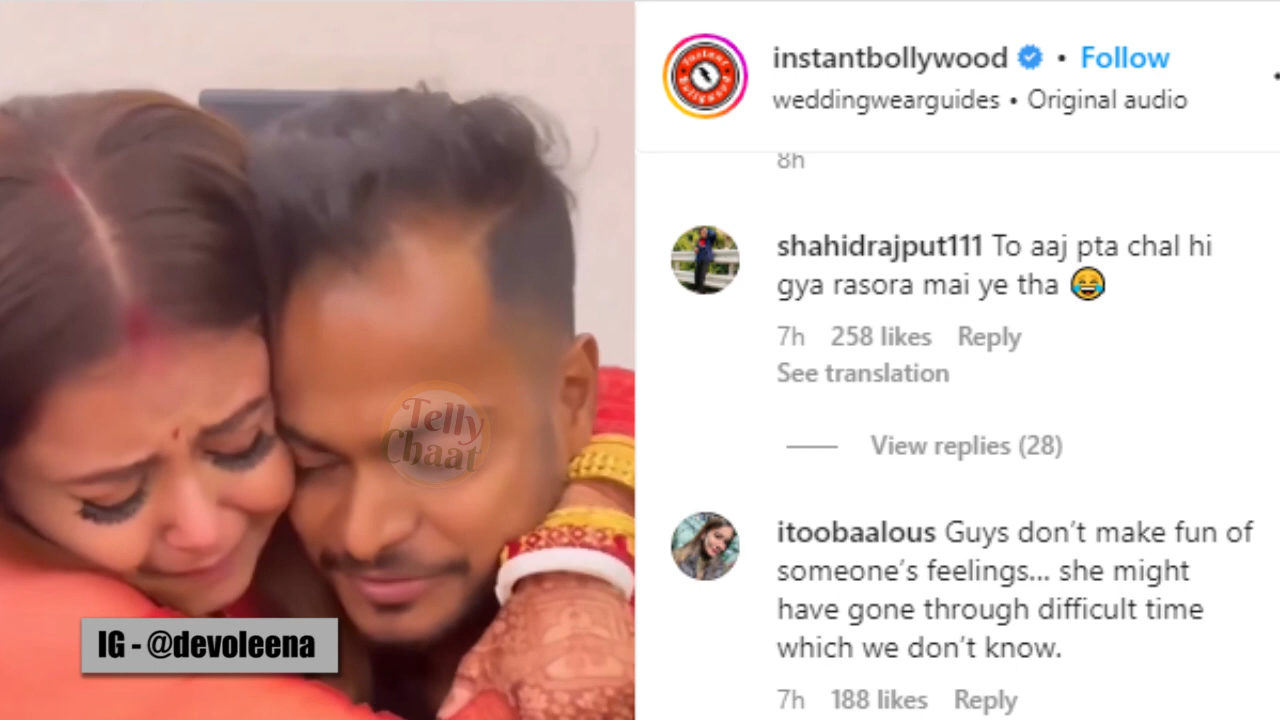 instantbollywood • Follow
weddingwearguides • Original audio
8h
shahidrajput111 To aaj pta chal hi
gya rasora mai ye tha 😂
7h 258 likes Reply
See translation
View replies (28)
itoobaalous Guys don't make fun of
someone's feelings... she might
have gone through difficult time
which we don't know.
7h 188 likes Reply
Telly
Chaat
IG - @devoleena